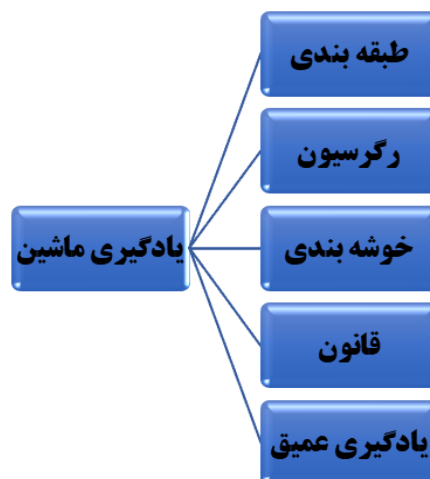 طبقه بندی
رگرسیون
یادگیری ماشین
خوشه بندی
قانون
یادگیری عمیق